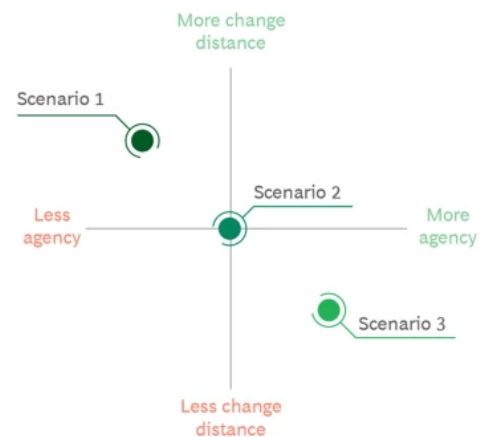 More change
distance
Scenario 1
Scenario 2
Less
agency
More
agency
Scenario 3
Less change
distance